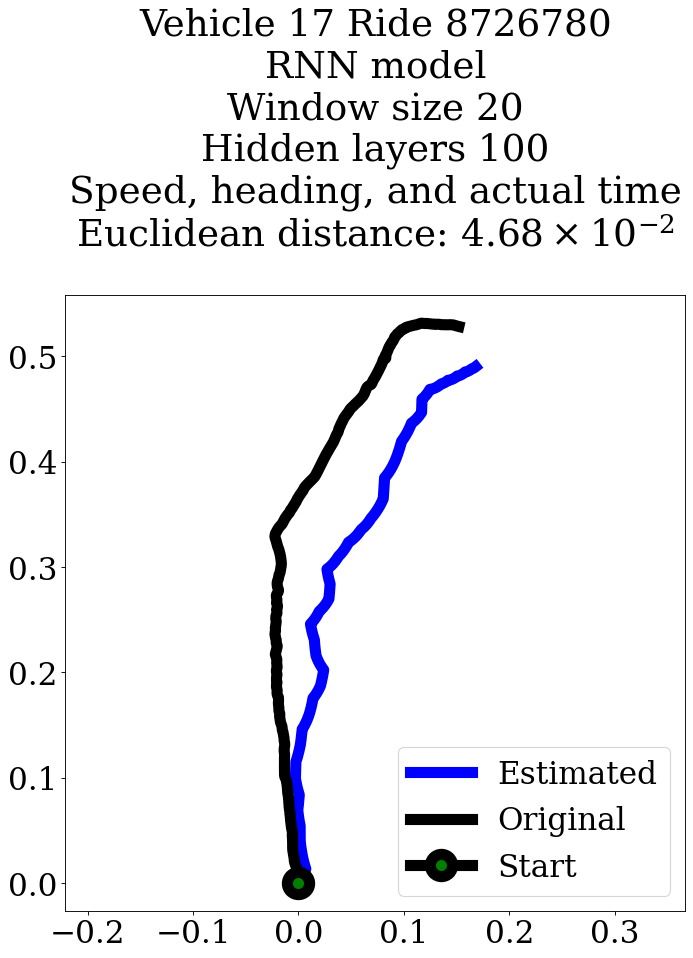 Vehicle 17 Ride 8726780
RNN model
Window size 20
Hidden layers 100
Speed, heading, and actual time
Euclidean distance: 4.68 × 10⁻²
0.5
0.4
0.3
0.2
0.1
0.0
−0.2 −0.1 0.0 0.1 0.2 0.3
Estimated
Original
Start